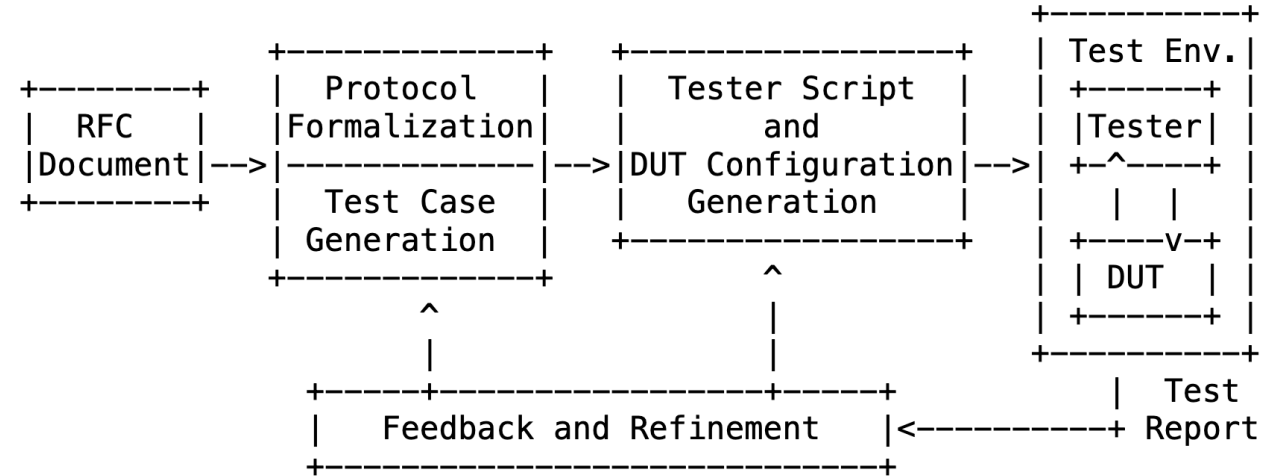 Test Env.
RFC
Document
Protocol
Formalization
Test Case
Generation
Tester Script
and
DUT Configuration
Generation
Tester
DUT
Feedback and Refinement
Test
Report